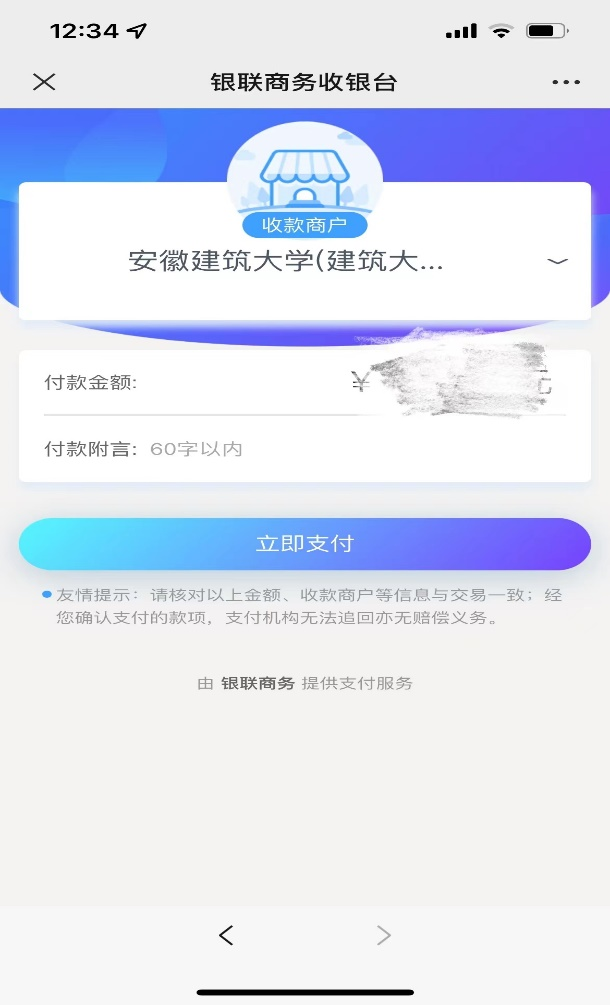 12:34
银联商务收银台
收款商户
安徽建筑大学(建筑大...
付款金额:
¥
付款附言: 60字以内
立即支付
友情提示: 请核对以上金额、收款商户等信息与交易一致; 经
您确认支付的款项, 支付机构无法追回亦无赔偿义务。
由 银联商务 提供支付服务